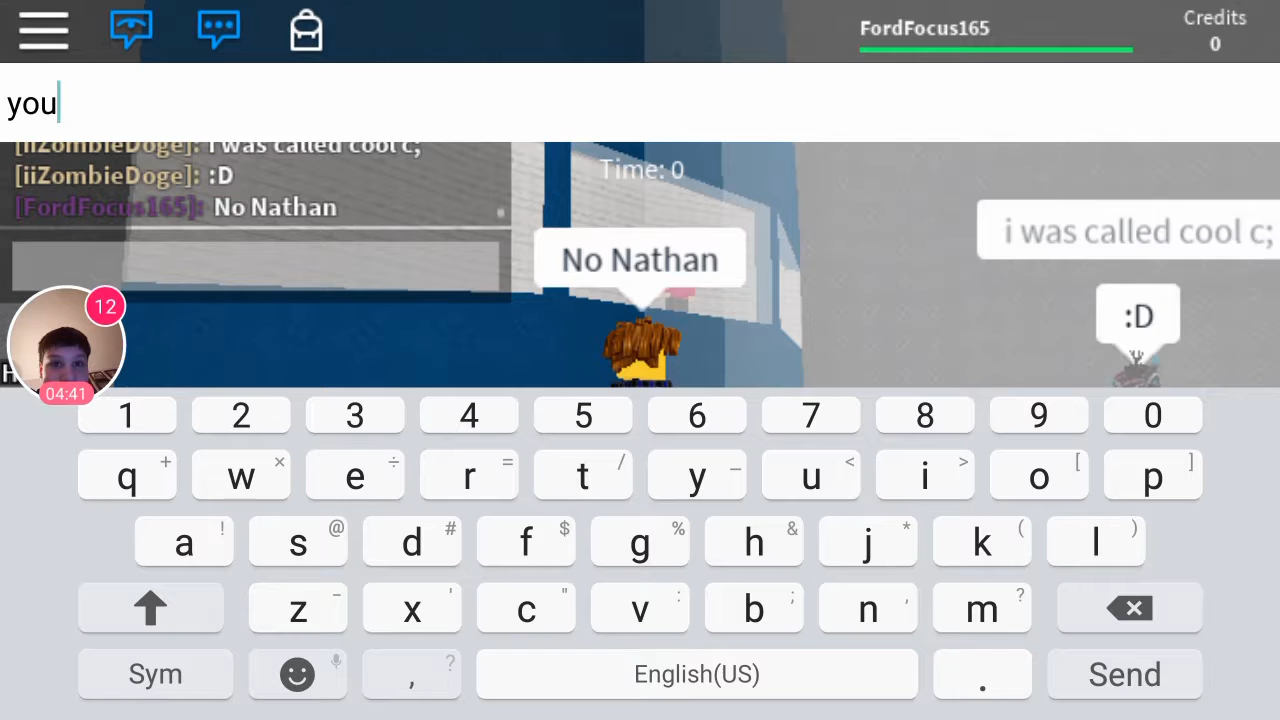 FordFocus165
Credits
0
you
[iiZombieDoge]: i was called cool c;
[iiZombieDoge]: :D
[FordFocus165]: No Nathan
Time: 0
No Nathan
i was called cool c;
:D
12
H
04:41
1 2 3 4 5 6 7 8 9 0
q + w × e ÷ r = t / y _ u < i > o [ p ]
a ! s @ d # f $ g % h & j * k ( l )
z - x ' c " v : b ; n , m ?
Sym , ? English(US) . Send